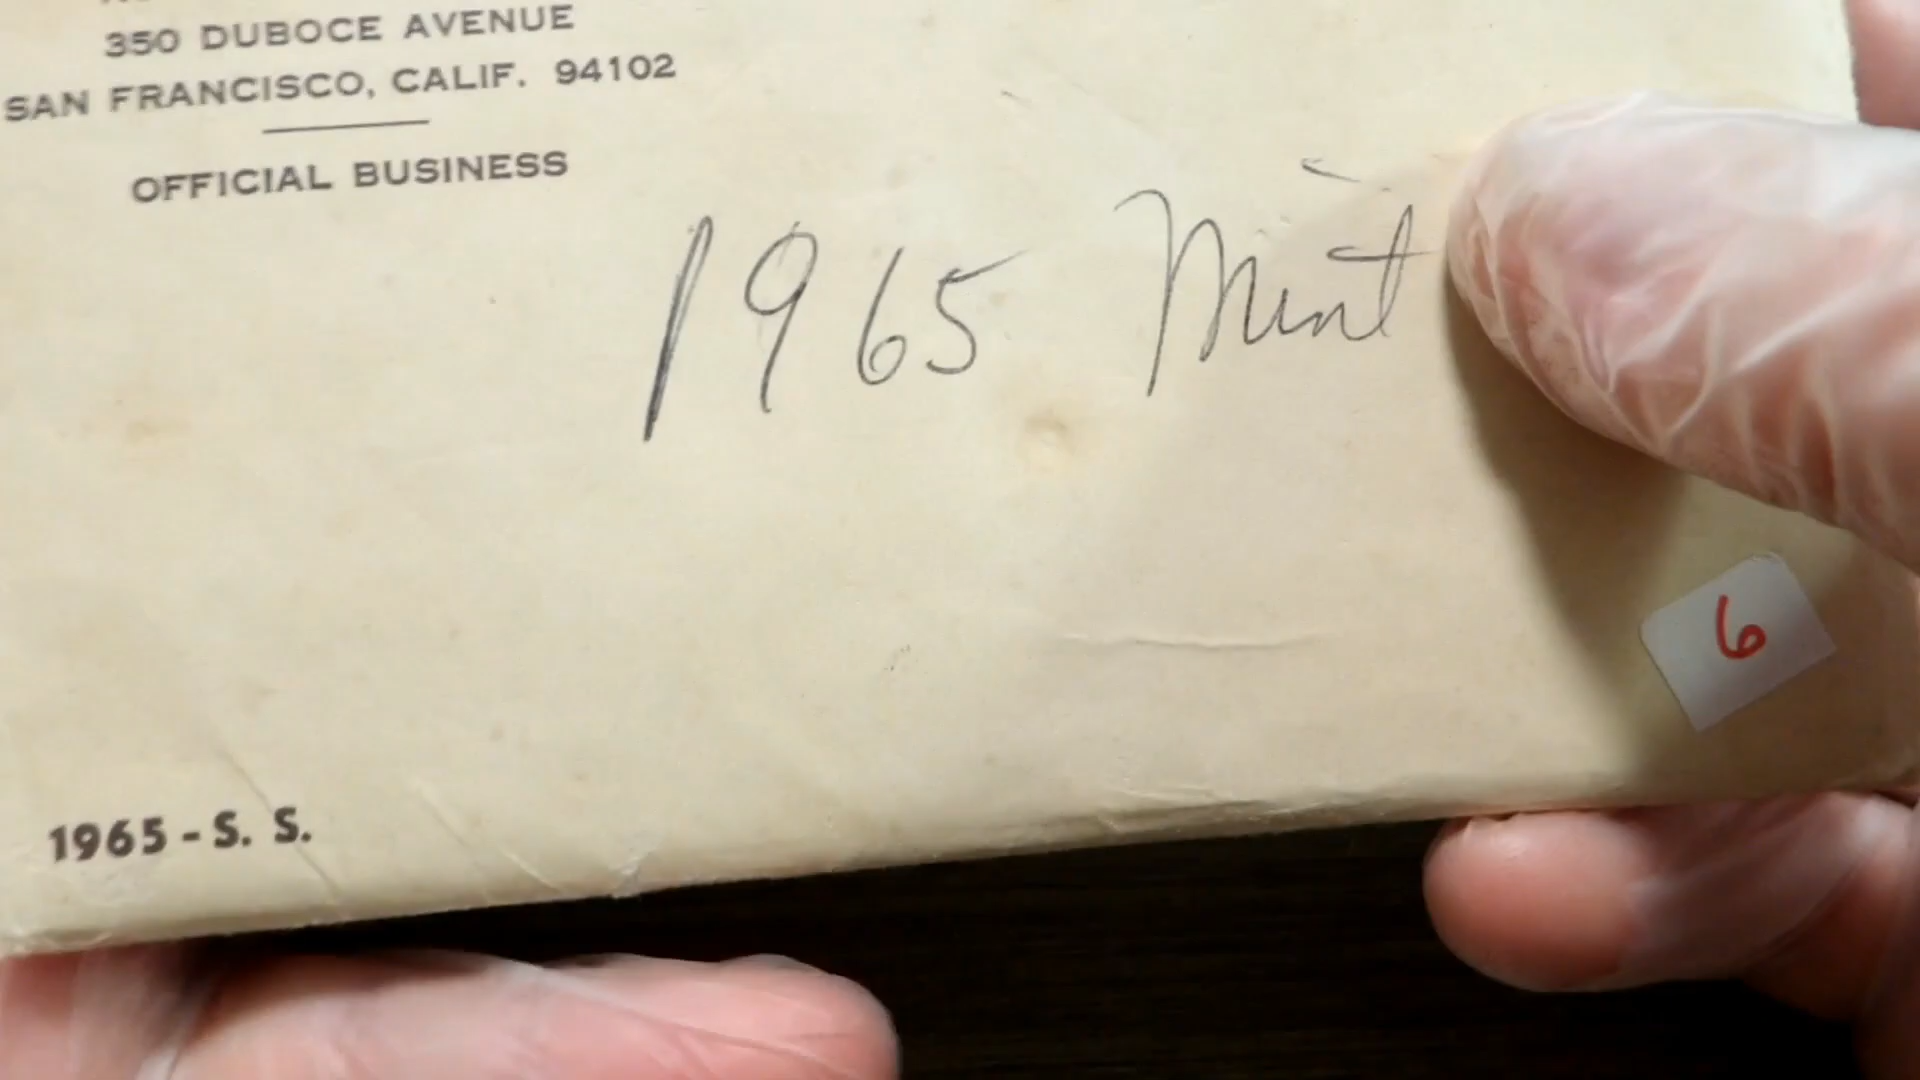 350 DUBOCE AVENUE
SAN FRANCISCO, CALIF. 94102
OFFICIAL BUSINESS
1965 Mint
6
1965 - S. S.